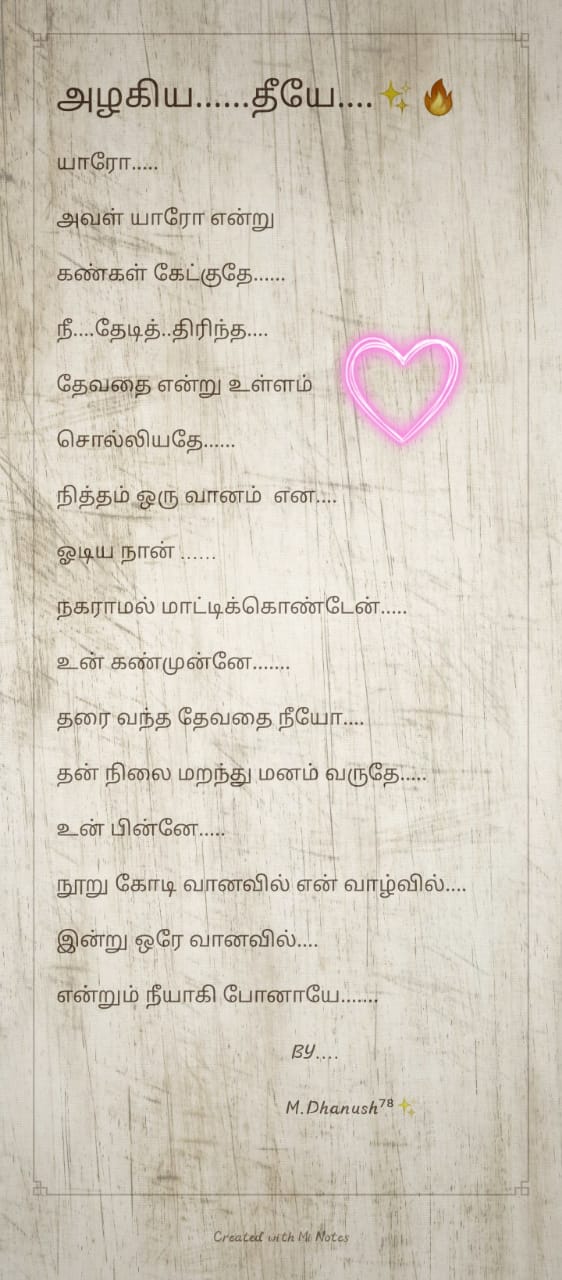 அழகிய......தீயே....✨ 🔥
யாரோ.....
அவள் யாரோ என்று
கண்கள் கேட்குதே......
நீ....தேடித்..திரிந்த....
தேவதை என்று உள்ளம்
சொல்லியதே......
நித்தம் ஒரு வானம் என....
ஓடிய நான் ......
நகராமல் மாட்டிக்கொண்டேன்.....
உன் கண்முன்னே.......
தரை வந்த தேவதை நீயோ....
தன் நிலை மறந்து மனம் வருதே.....
உன் பின்னே.....
நூறு கோடி வானவில் என் வாழ்வில்....
இன்று ஒரே வானவில்....
என்றும் நீயாகி போனாயே.......
BY....
M.Dhanush⁷⁸✨
Created with Mi Notes